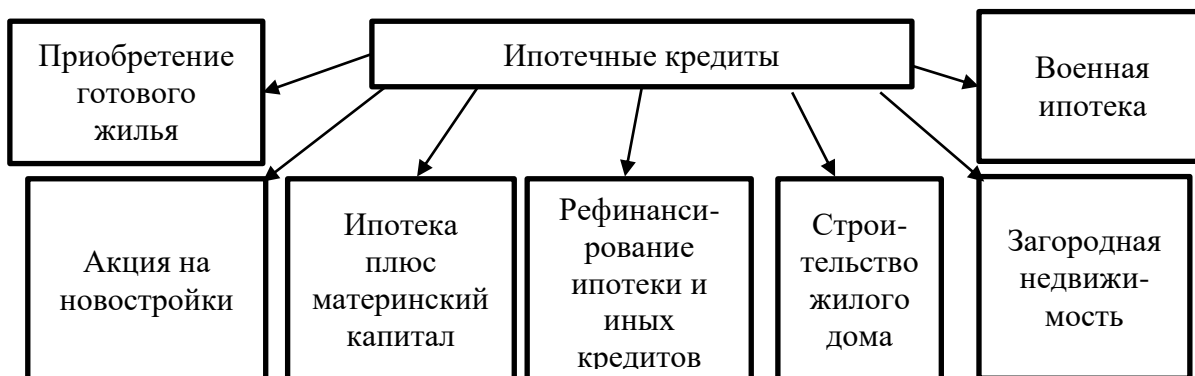 Приобретение
готового
жилья
Ипотечные кредиты
Военная
ипотека
Акция на
новостройки
Ипотека
плюс
материнский
капитал
Рефинанси-
рование
ипотеки и
иных
кредитов
Строи-
тельство
жилого
дома
Загородная
недвижи-
мость